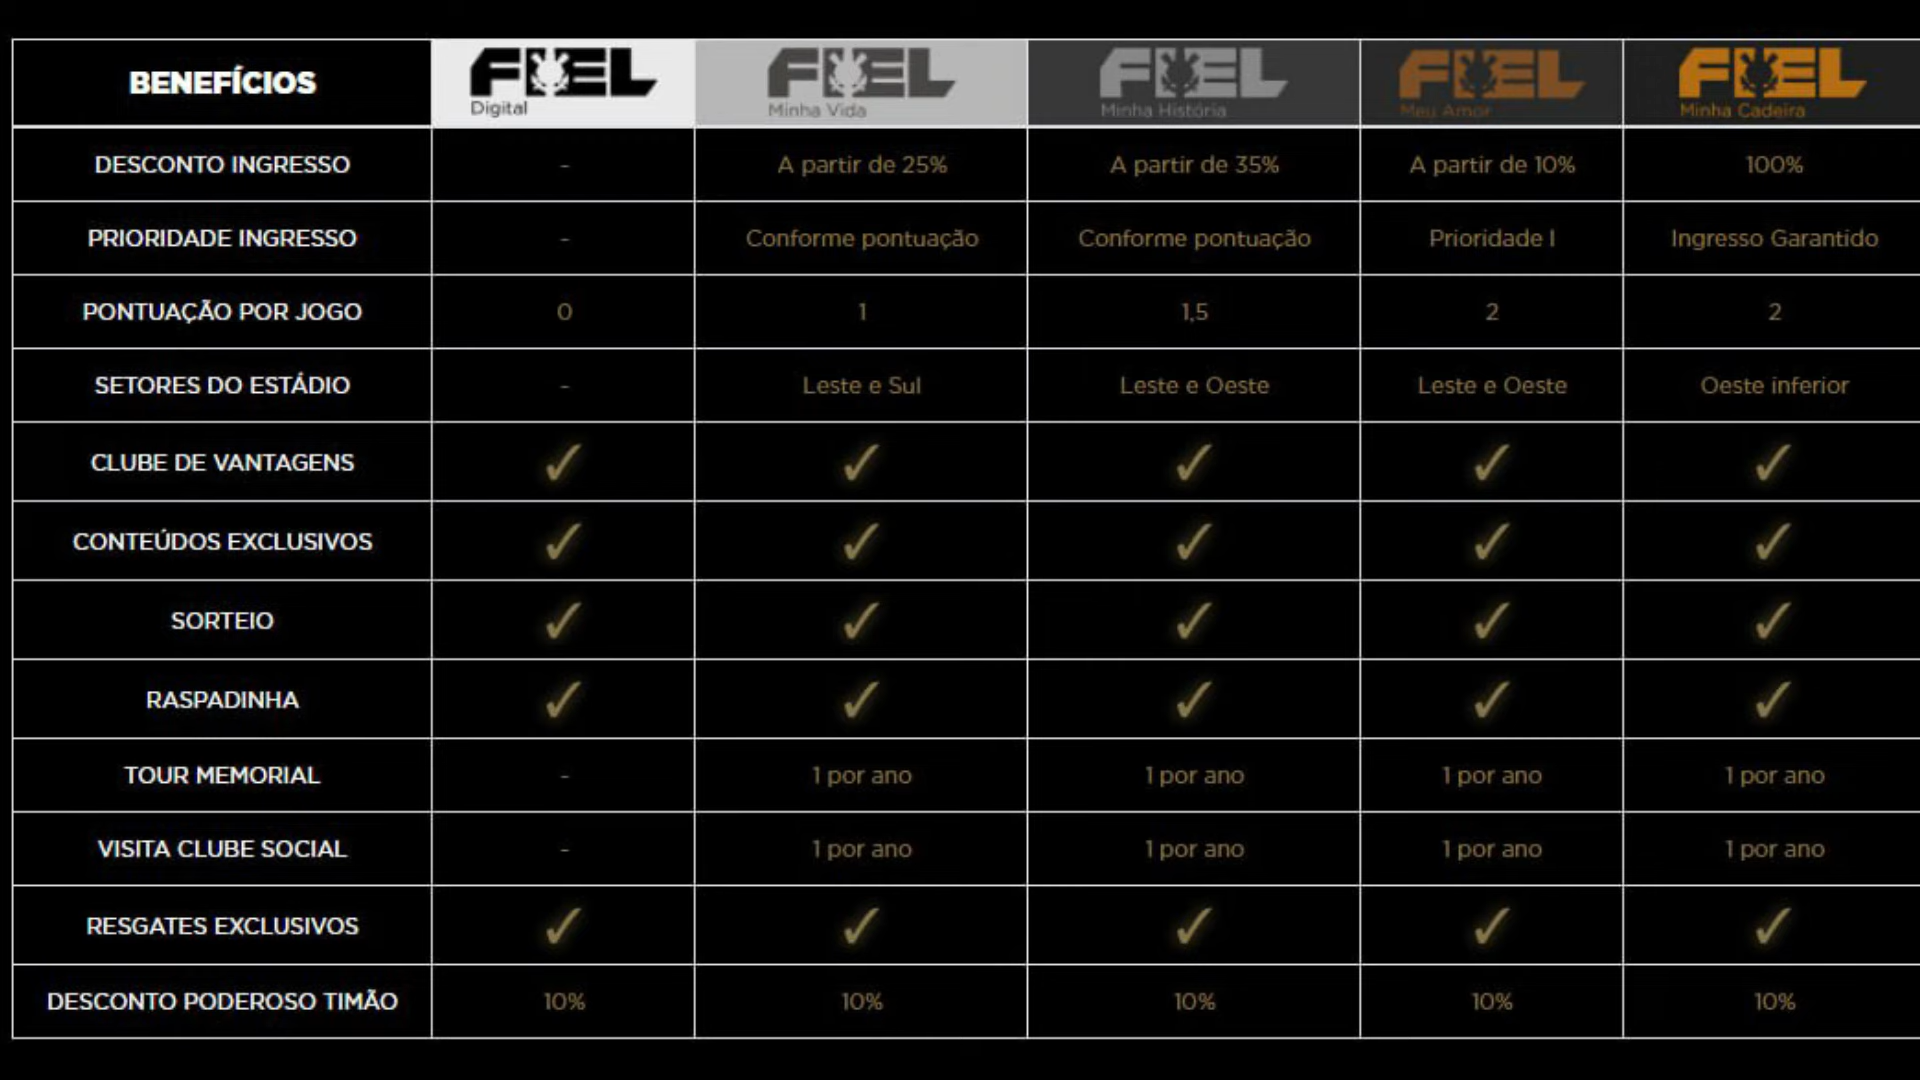 BENEFÍCIOS FIEL Digital FIEL Minha Vida FIEL Minha História FIEL Meu Amor FIEL Minha Cadeira
DESCONTO INGRESSO - A partir de 25% A partir de 35% A partir de 10% 100%
PRIORIDADE INGRESSO - Conforme pontuação Conforme pontuação Prioridade I Ingresso Garantido
PONTUAÇÃO POR JOGO 0 1 1,5 2 2
SETORES DO ESTÁDIO - Leste e Sul Leste e Oeste Leste e Oeste Oeste inferior
CLUBE DE VANTAGENS ✓ ✓ ✓ ✓ ✓
CONTEÚDOS EXCLUSIVOS ✓ ✓ ✓ ✓ ✓
SORTEIO ✓ ✓ ✓ ✓ ✓
RASPADINHA ✓ ✓ ✓ ✓ ✓
TOUR MEMORIAL - 1 por ano 1 por ano 1 por ano 1 por ano
VISITA CLUBE SOCIAL - 1 por ano 1 por ano 1 por ano 1 por ano
RESGATES EXCLUSIVOS ✓ ✓ ✓ ✓ ✓
DESCONTO PODEROSO TIMÃO 10% 10% 10% 10% 10%